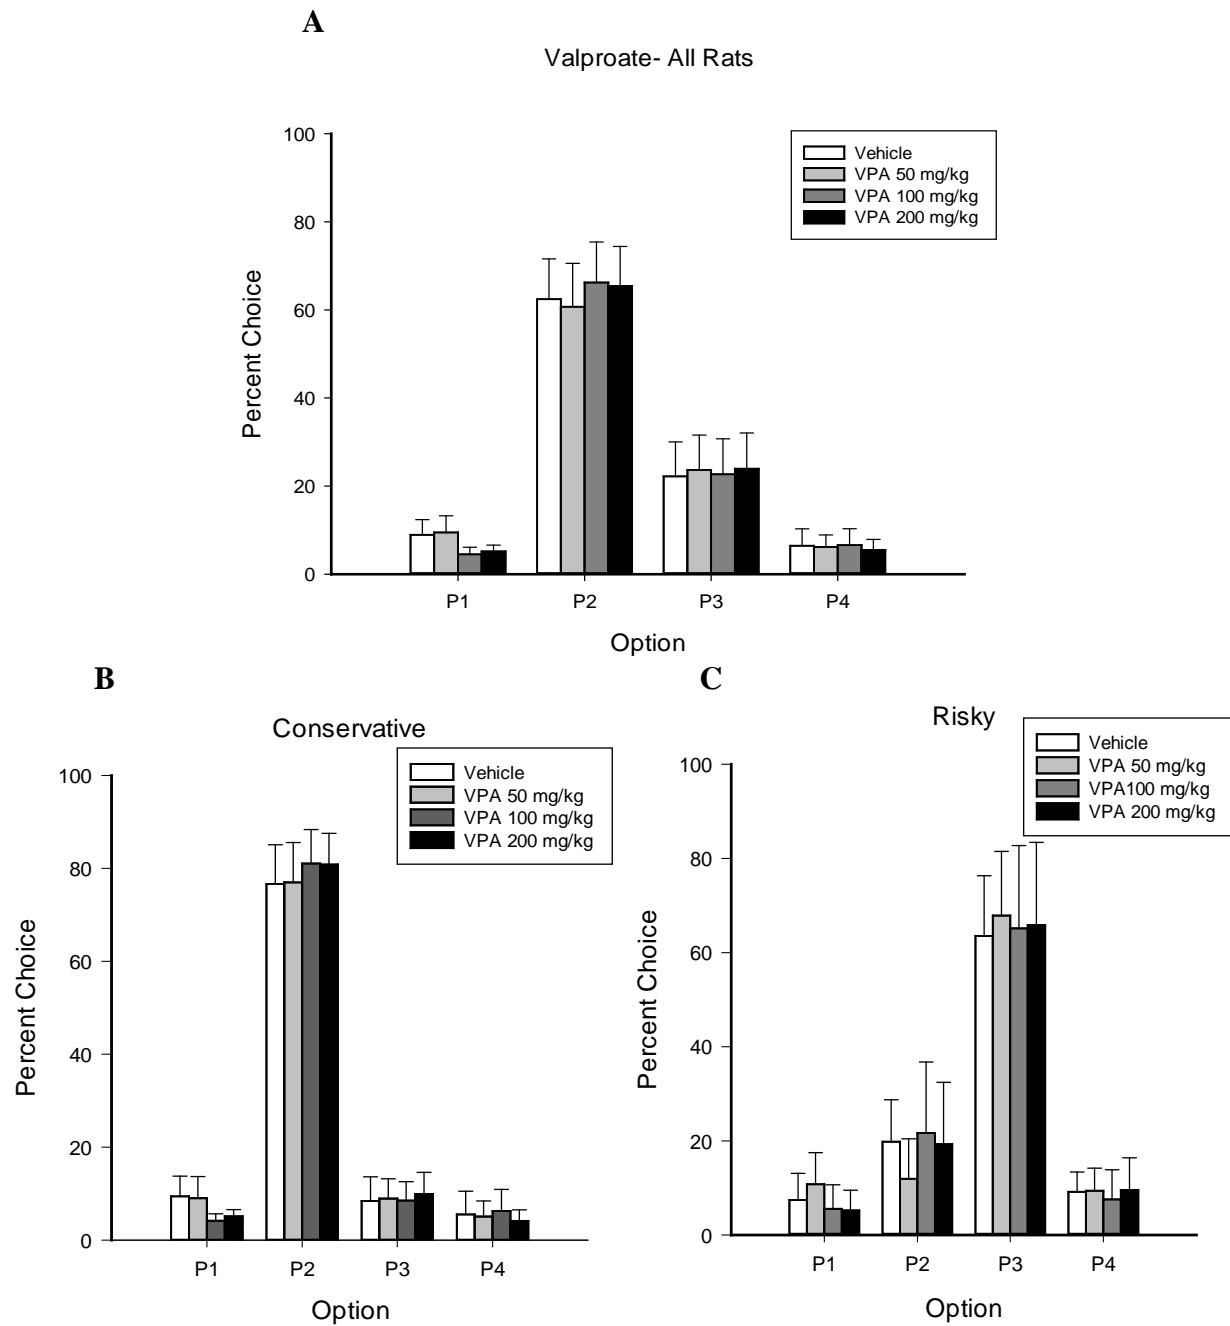 A
Valproate- All Rats
Vehicle
VPA 50 mg/kg
VPA 100 mg/kg
VPA 200 mg/kg
Percent Choice
100
80
60
40
20
0
P1 P2 P3 P4
Option
B
Conservative
Vehicle
VPA 50 mg/kg
VPA 100 mg/kg
VPA 200 mg/kg
Percent Choice
100
80
60
40
20
0
P1 P2 P3 P4
Option
C
Risky
Vehicle
VPA 50 mg/kg
VPA100 mg/kg
VPA 200 mg/kg
Percent Choice
100
80
60
40
20
0
P1 P2 P3 P4
Option